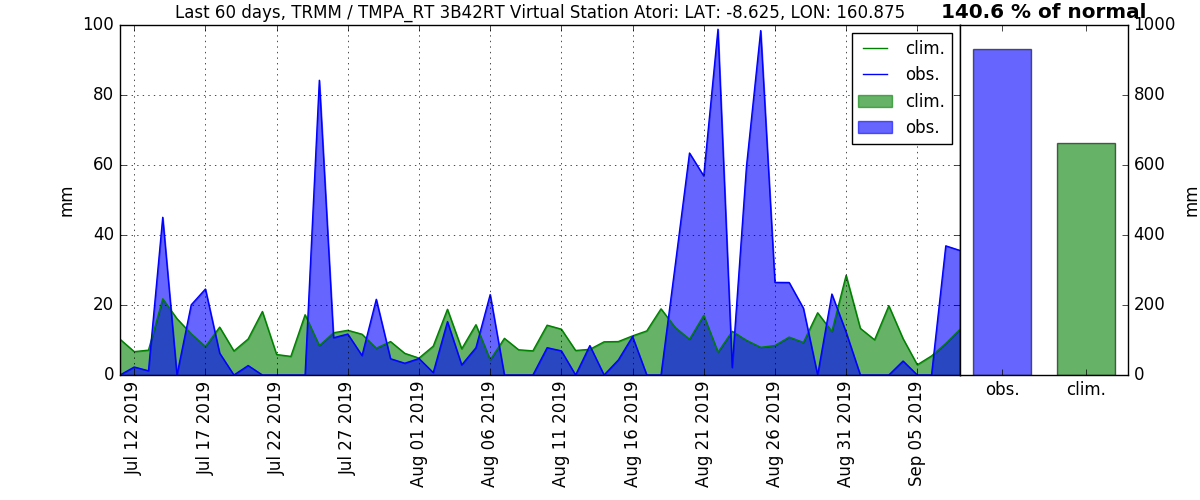 Last 60 days, TRMM / TMPA_RT 3B42RT Virtual Station Atori: LAT: -8.625, LON: 160.875
140.6 % of normal
100
80
60
40
20
0
mm
clim.
obs.
clim.
obs.
1000
800
600
400
200
0
mm
obs.
clim.
Jul 12 2019
Jul 17 2019
Jul 22 2019
Jul 27 2019
Aug 01 2019
Aug 06 2019
Aug 11 2019
Aug 16 2019
Aug 21 2019
Aug 26 2019
Aug 31 2019
Sep 05 2019